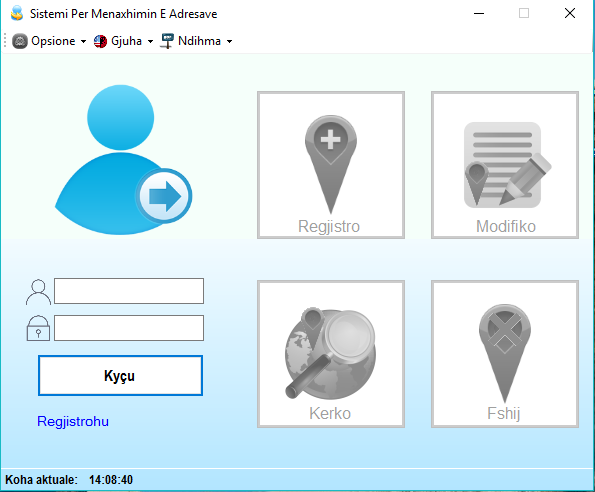 Sistemi Per Menaxhimin E Adresave
Opsione Gjuha Ndihma
Regjistro Modifiko
Kyçu
Regjistrohu
Kerko Fshij
Koha aktuale: 14:08:40